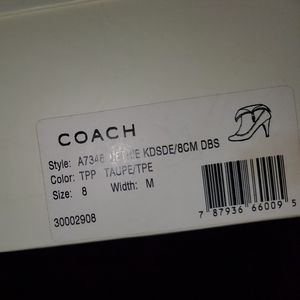 COACH
Style: KDSDE/8CM DBS
Color: TPP TAUPE/TPE
Size: 8 Width: M
30002908
7 87936 66009 5